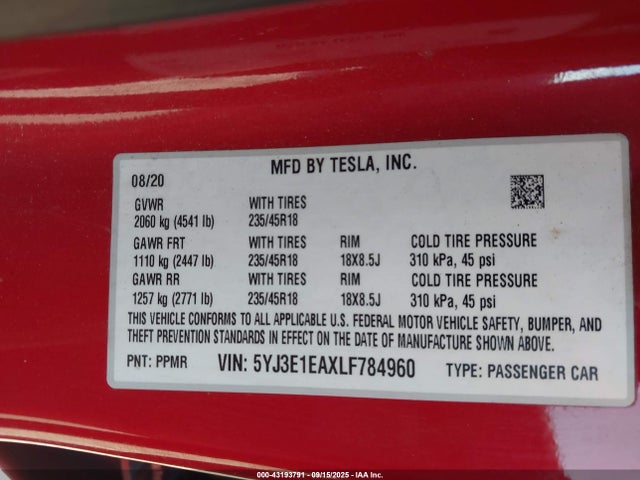 MFD BY TESLA, INC.
08/20
GVWR WITH TIRES
2060 kg (4541 lb) 235/45R18
GAWR FRT WITH TIRES RIM COLD TIRE PRESSURE
1110 kg (2447 lb) 235/45R18 18X8.5J 310 kPa, 45 psi
GAWR RR WITH TIRES RIM COLD TIRE PRESSURE
1257 kg (2771 lb) 235/45R18 18X8.5J 310 kPa, 45 psi
THIS VEHICLE CONFORMS TO ALL APPLICABLE U.S. FEDERAL MOTOR VEHICLE SAFETY, BUMPER, AND
THEFT PREVENTION STANDARDS IN EFFECT ON THE DATE OF MANUFACTURE SHOWN ABOVE.
PNT: PPMR VIN: 5YJ3E1EAXLF784960 TYPE: PASSENGER CAR
000-43193791 - 09/15/2025 - IAA Inc.